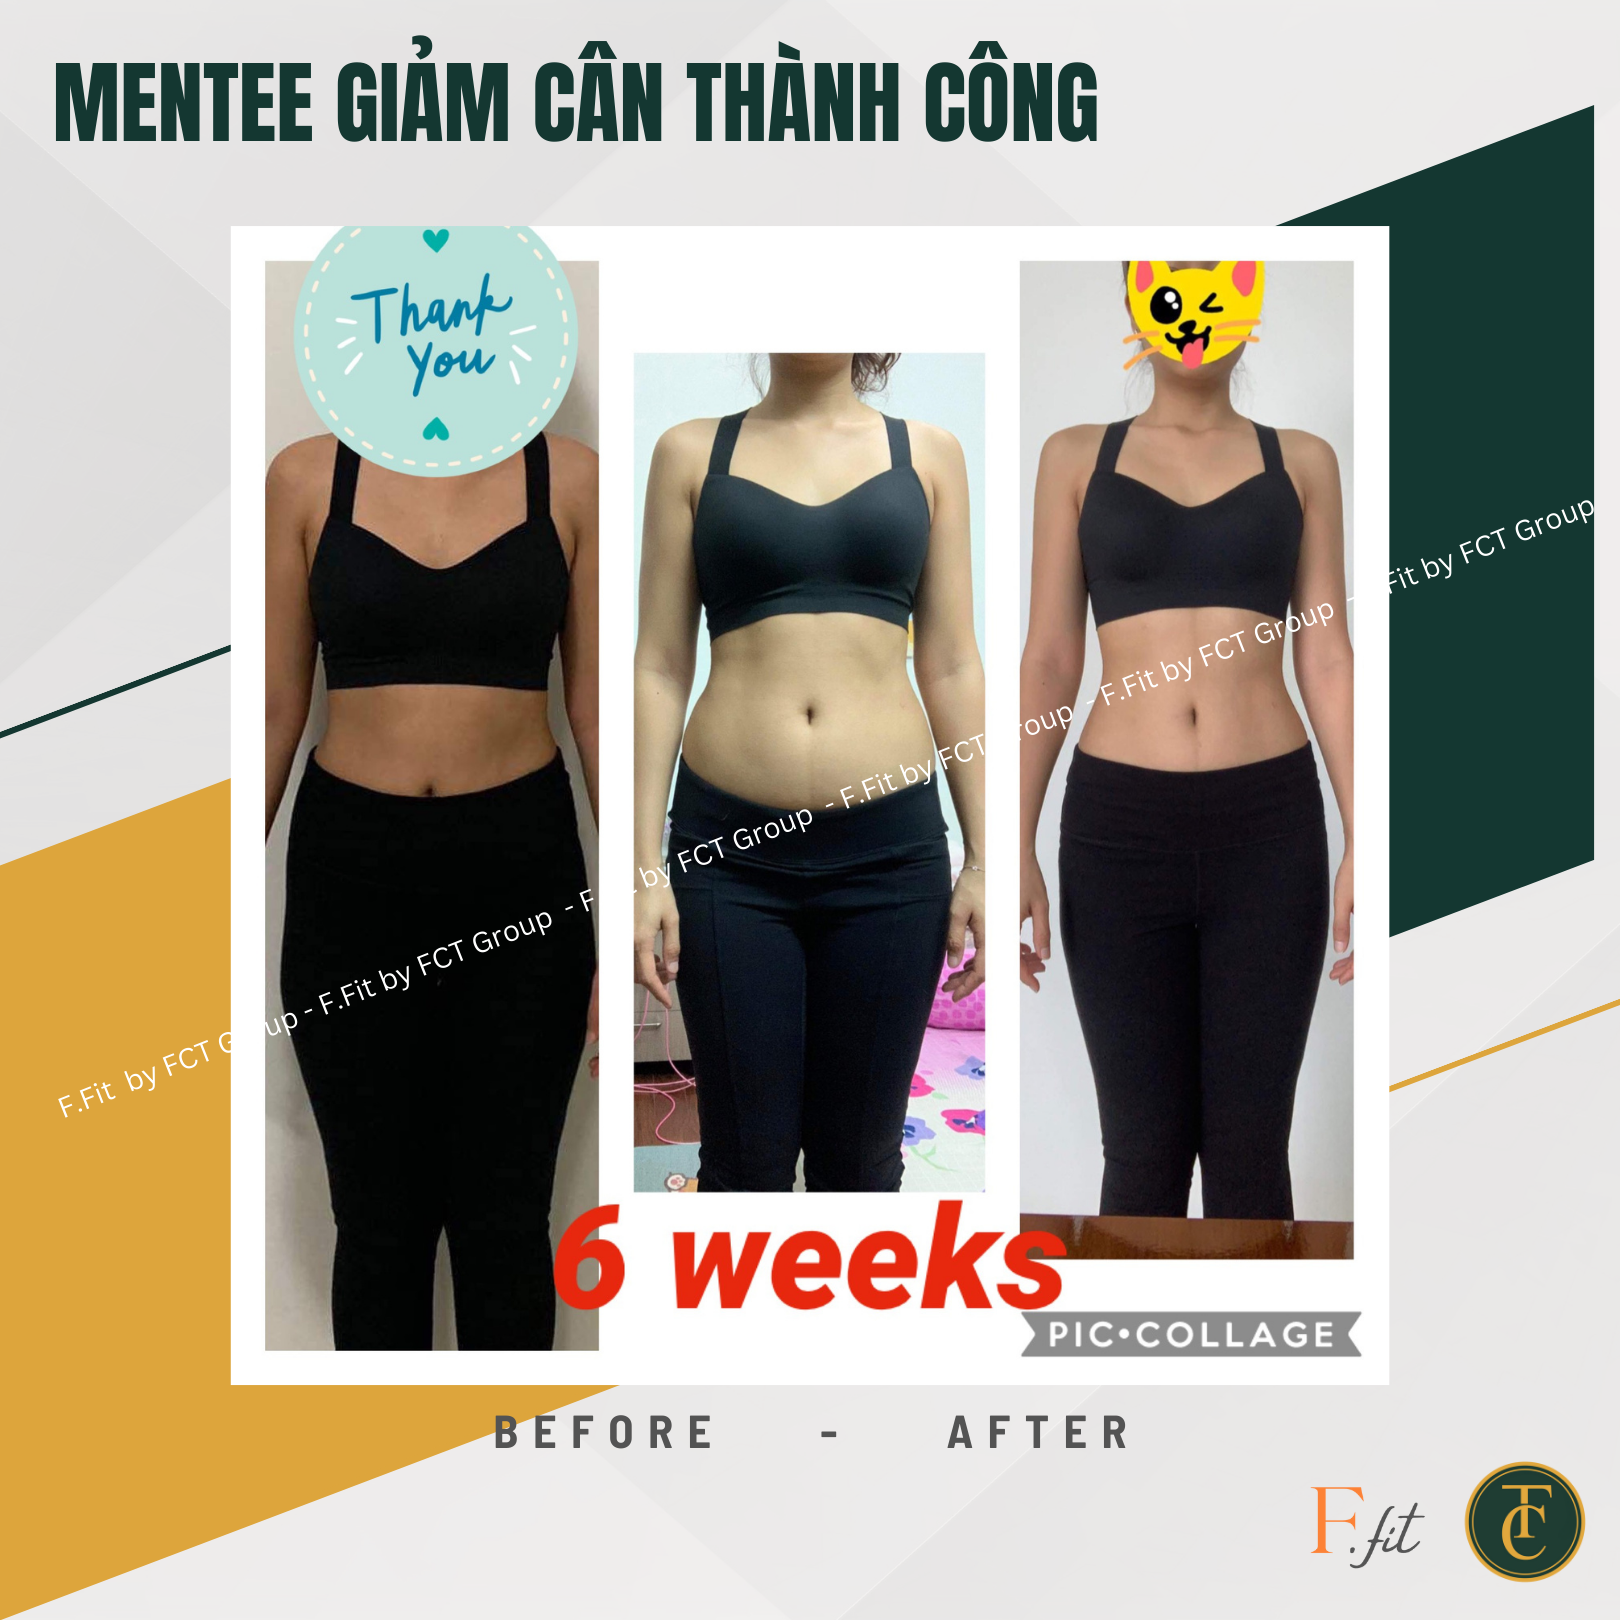 MENTEE GIẢM CÂN THÀNH CÔNG
Thank
you
F.Fit by FCT Group - F.Fit by FCT Group - F.Fit by FCT Group - F.Fit by FCT Group - F.Fit by FCT Group - F.Fit by FCT Group
6 weeks
PIC•COLLAGE
BEFORE - AFTER
F.fit